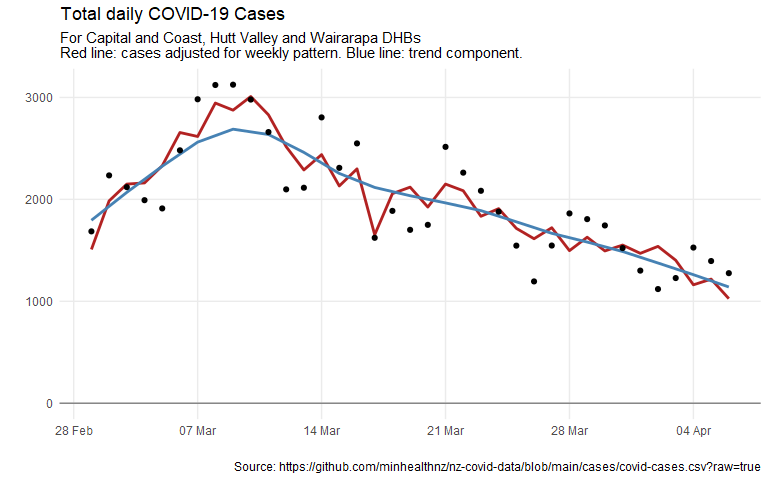 Total daily COVID-19 Cases
For Capital and Coast, Hutt Valley and Wairarapa DHBs
Red line: cases adjusted for weekly pattern. Blue line: trend component.
3000
2000
1000
0
28 Feb 07 Mar 14 Mar 21 Mar 28 Mar 04 Apr
Source: https://github.com/minhealthnz/nz-covid-data/blob/main/cases/covid-cases.csv?raw=true